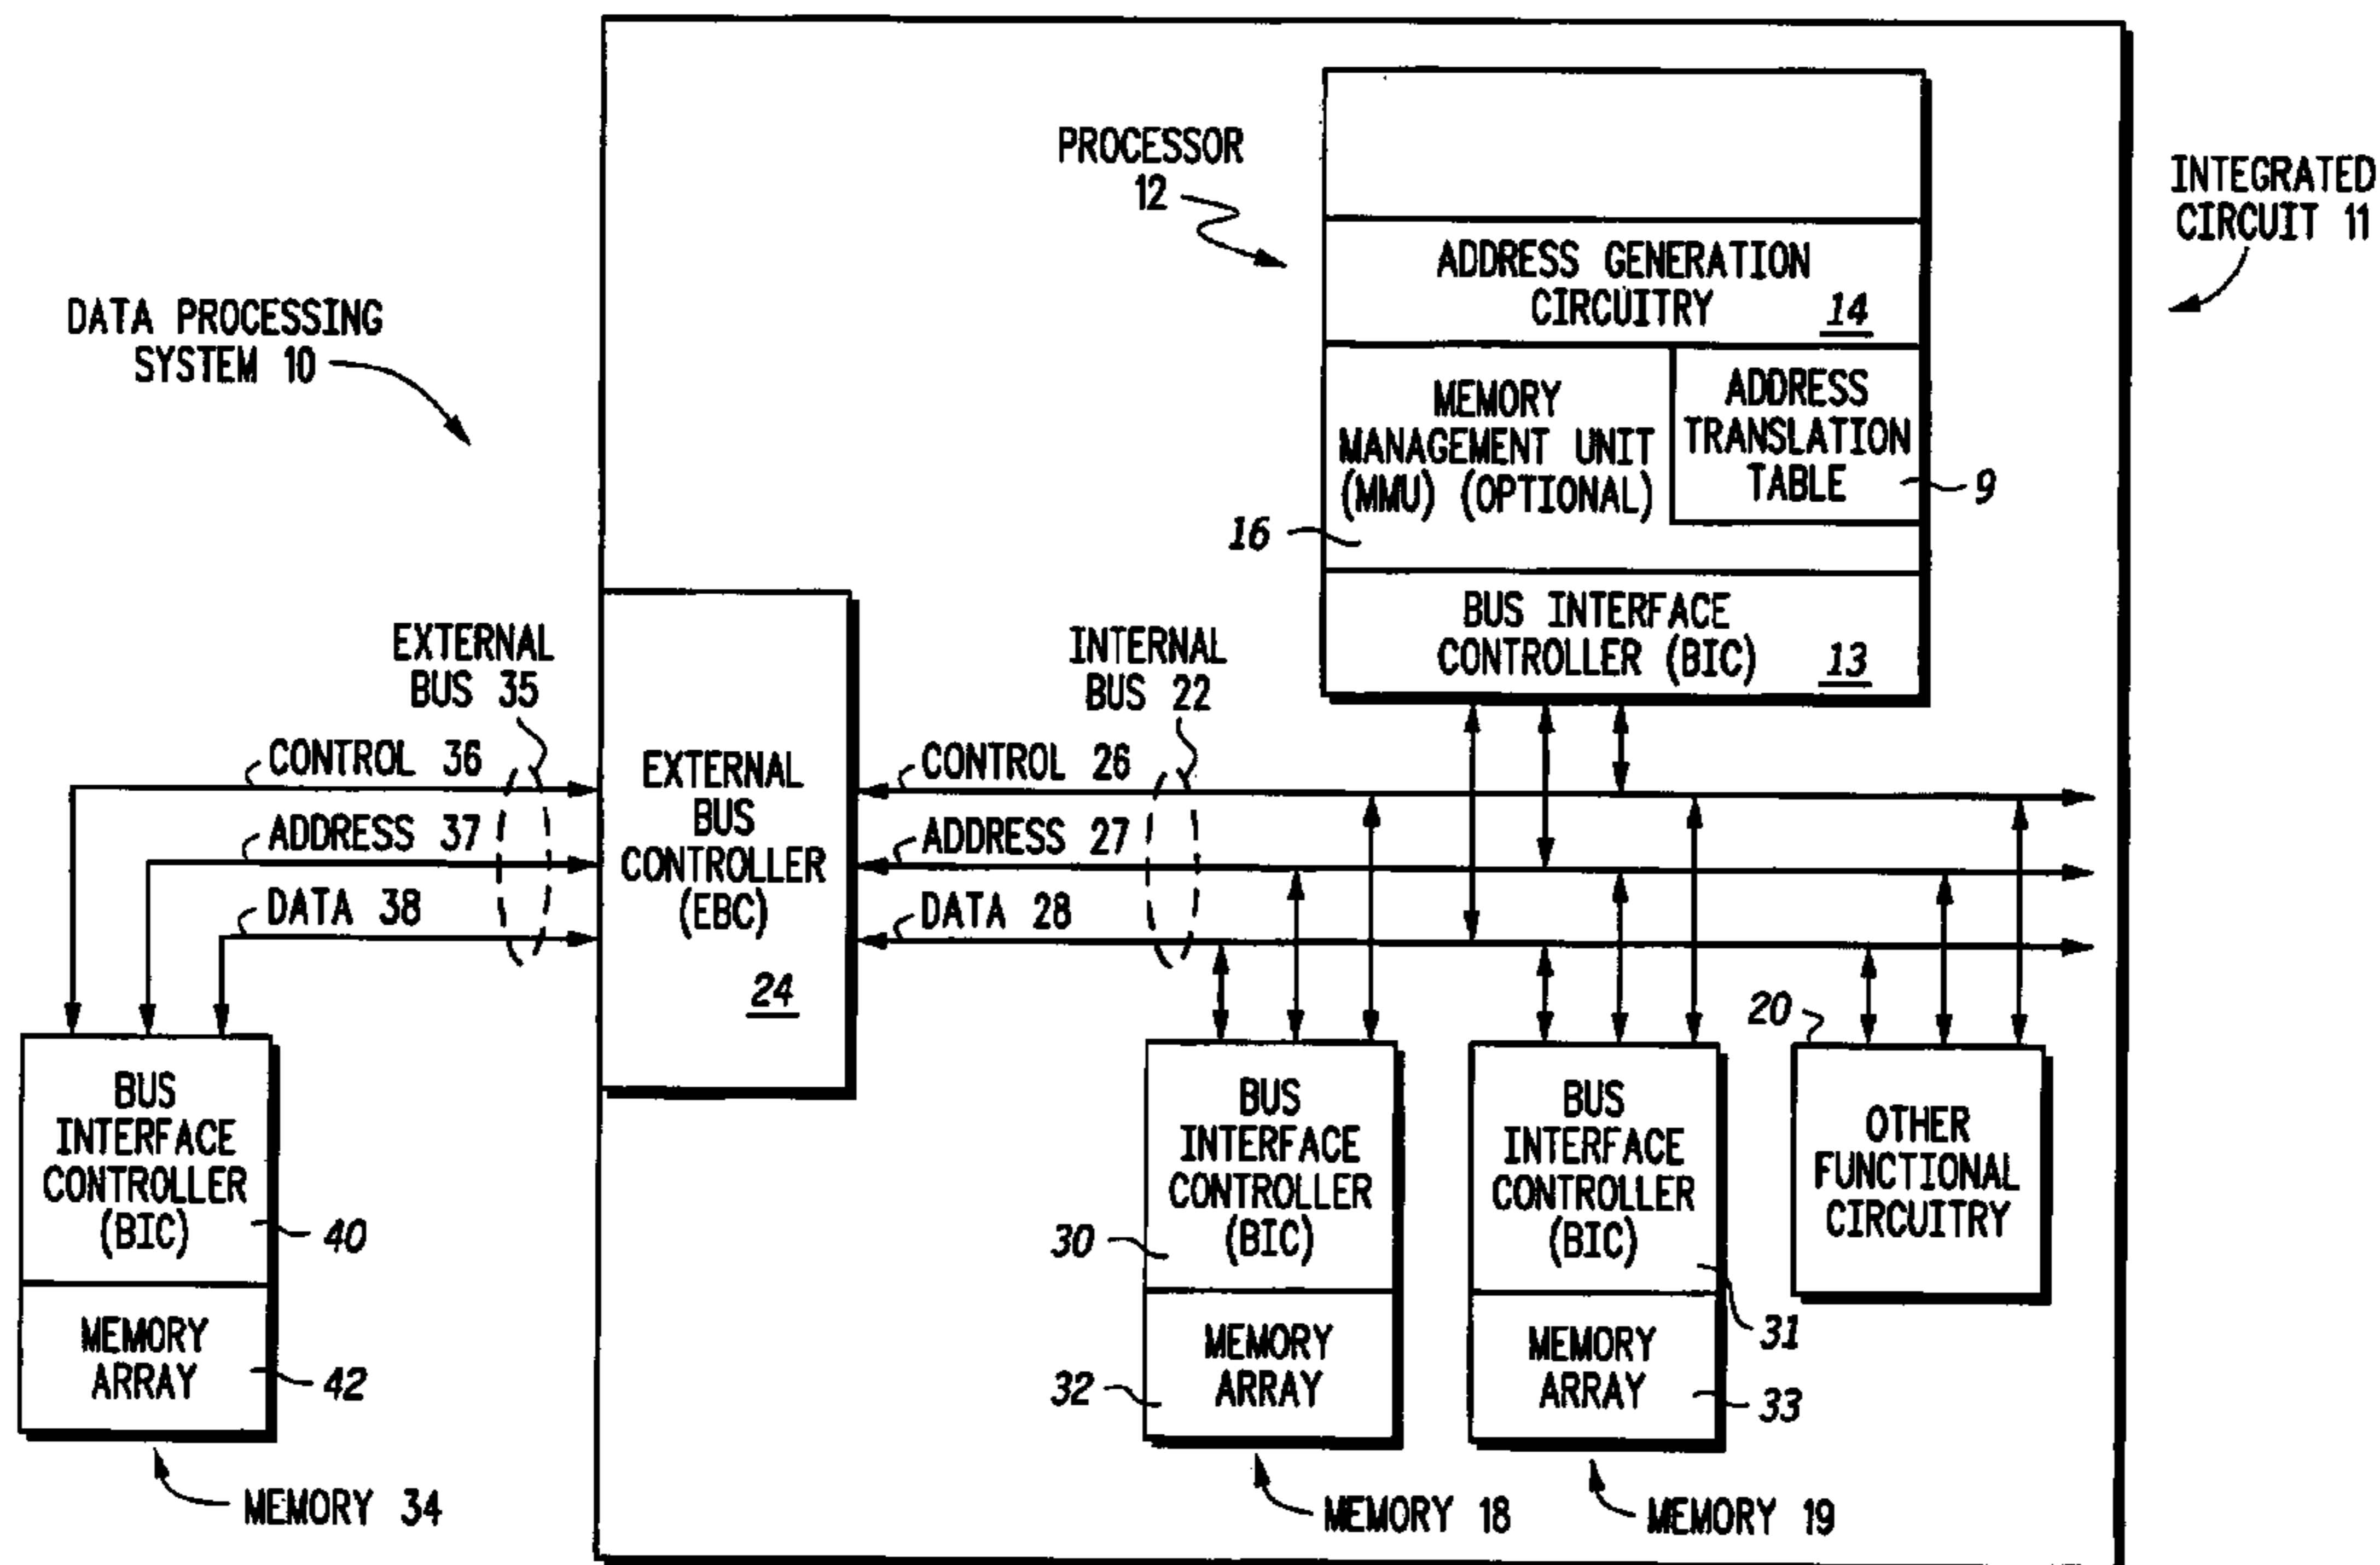 PROCESSOR
12
INTEGRATED
CIRCUIT 11
ADDRESS GENERATION
CIRCUITRY 14
DATA PROCESSING
SYSTEM 10
MEMORY
MANAGEMENT UNIT
(MMU) (OPTIONAL)
16
ADDRESS
TRANSLATION
TABLE
9
BUS INTERFACE
CONTROLLER (BIC) 13
EXTERNAL
BUS 35
INTERNAL
BUS 22
CONTROL 36
ADDRESS 37
DATA 38
EXTERNAL
BUS
CONTROLLER
(EBC)
24
CONTROL 26
ADDRESS 27
DATA 28
BUS
INTERFACE
CONTROLLER
(BIC)
40
MEMORY
ARRAY
42
MEMORY 34
BUS
INTERFACE
CONTROLLER
(BIC)
30
MEMORY
ARRAY
32
MEMORY 18
BUS
INTERFACE
CONTROLLER
(BIC)
31
MEMORY
ARRAY
33
MEMORY 19
20
OTHER
FUNCTIONAL
CIRCUITRY